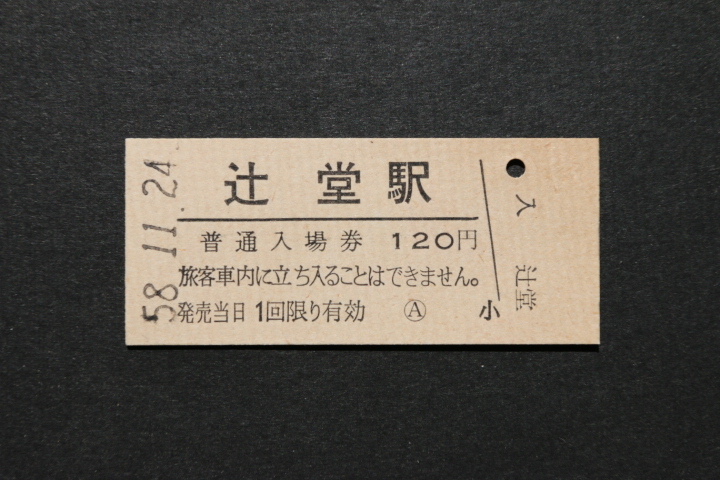 58.11.24
辻堂駅
普通入場券 120円
旅客車内に立ち入ることはできません。
発売当日1回限り有効 Ⓐ 小
入
辻堂